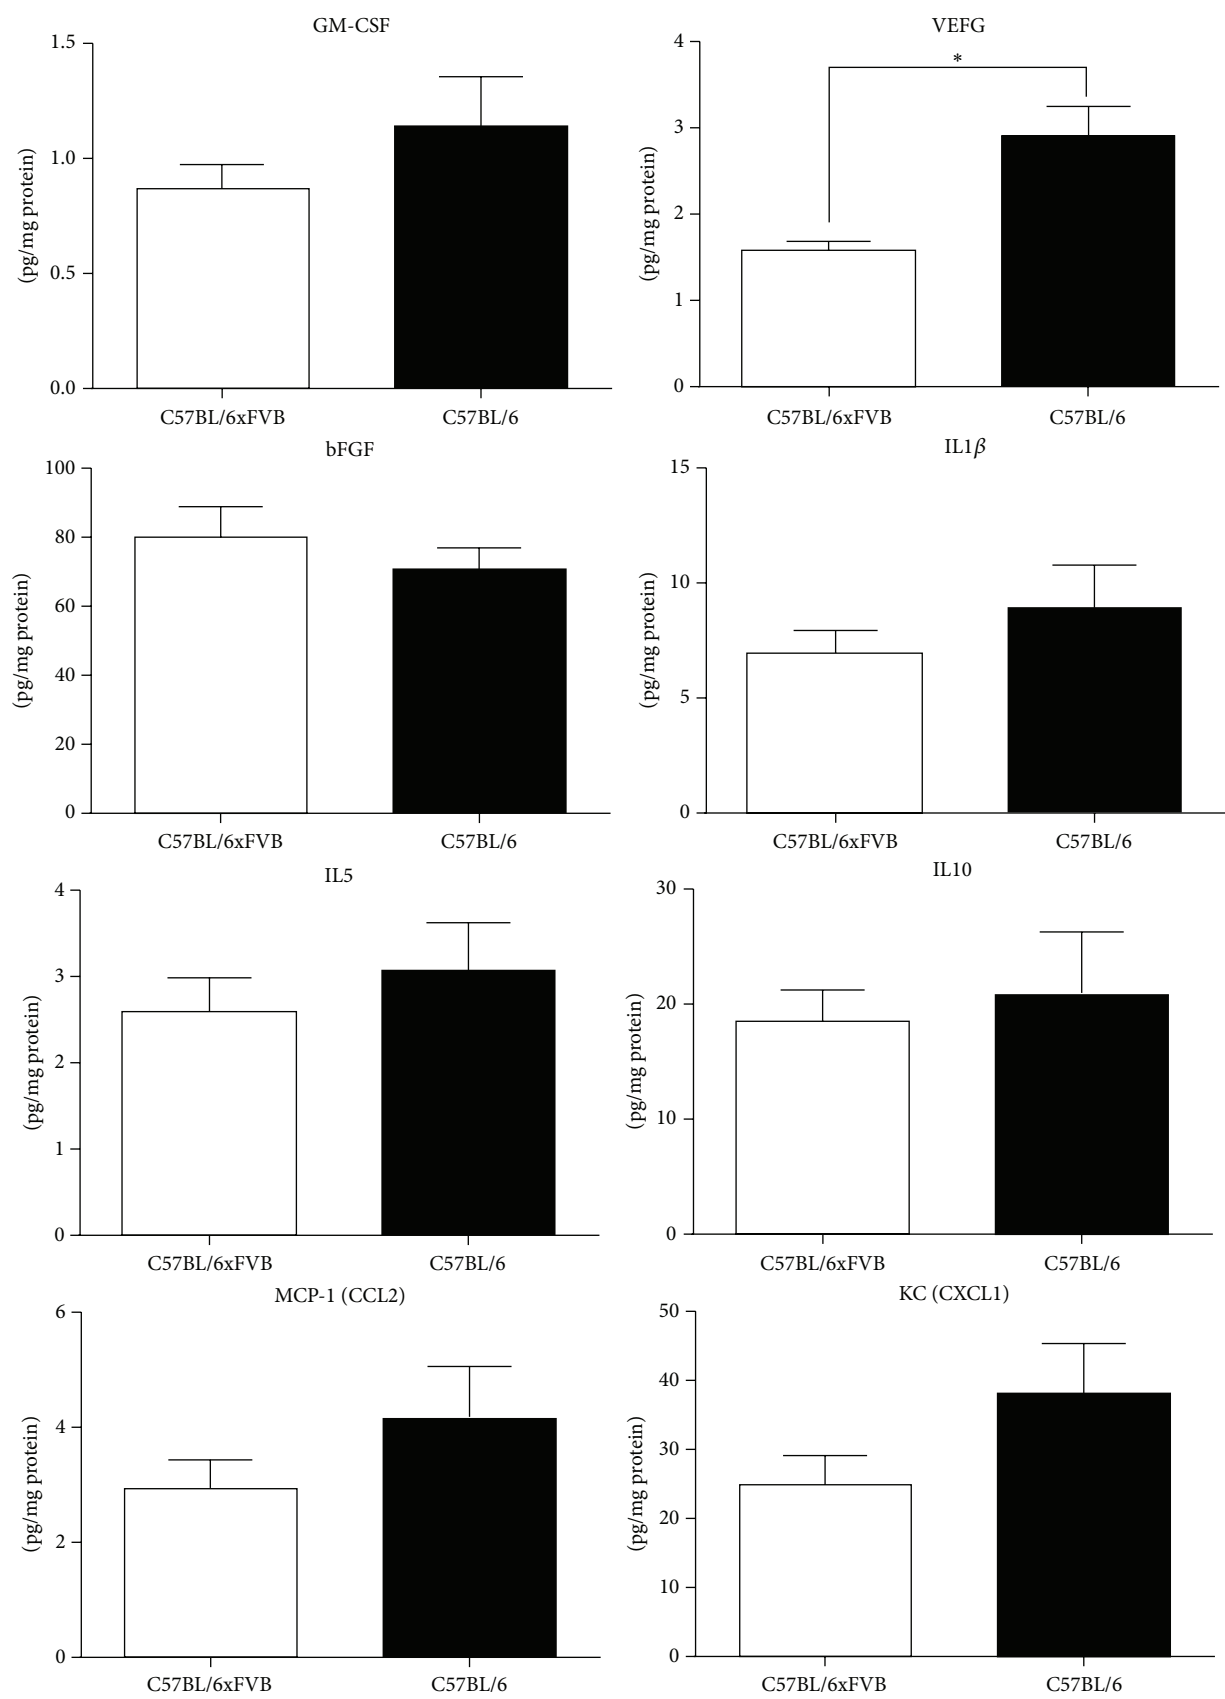 GM-CSF
1.5
1.0
0.5
0.0
(pg/mg protein)
C57BL/6xFVB
C57BL/6
VEFG
4
3
2
1
0
(pg/mg protein)
*
C57BL/6xFVB
C57BL/6
bFGF
100
80
60
40
20
0
(pg/mg protein)
C57BL/6xFVB
C57BL/6
IL1β
15
10
5
0
(pg/mg protein)
C57BL/6xFVB
C57BL/6
IL5
4
3
2
1
0
(pg/mg protein)
C57BL/6xFVB
C57BL/6
IL10
30
20
10
0
(pg/mg protein)
C57BL/6xFVB
C57BL/6
MCP-1 (CCL2)
6
4
2
0
(pg/mg protein)
C57BL/6xFVB
C57BL/6
KC (CXCL1)
50
40
30
20
10
0
(pg/mg protein)
C57BL/6xFVB
C57BL/6